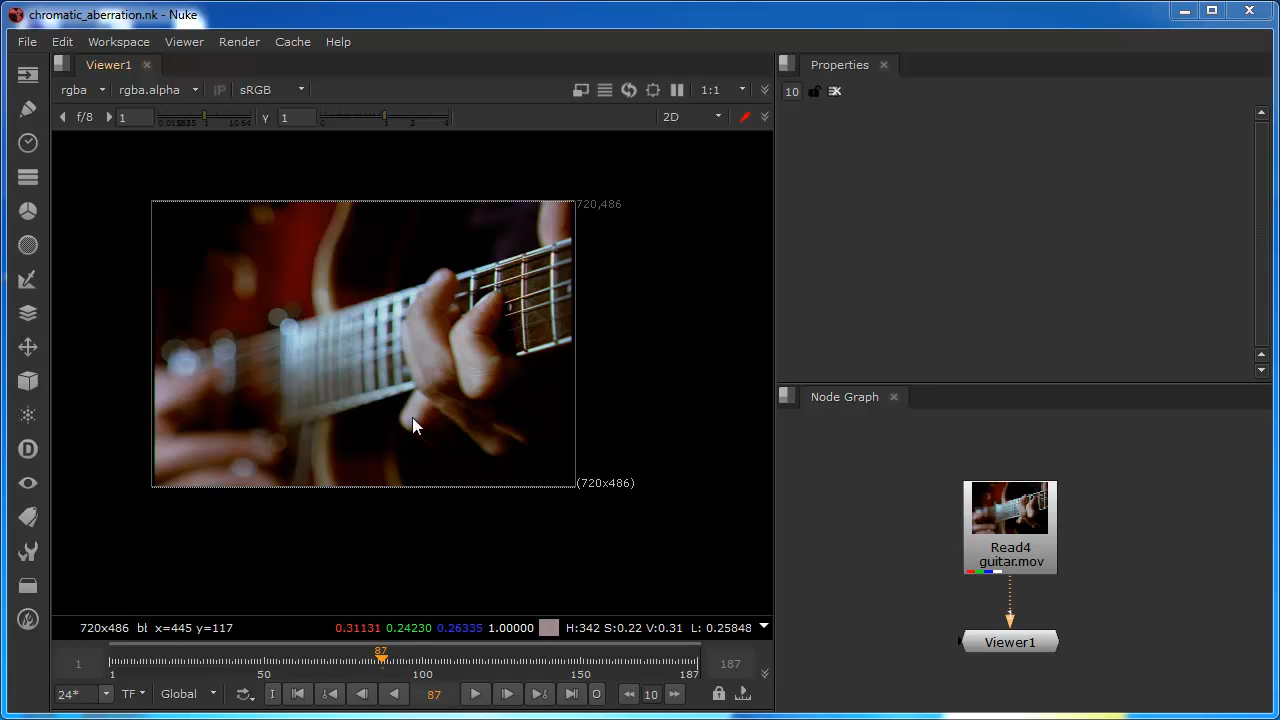 chromatic_aberration.nk - Nuke
File Edit Workspace Viewer Render Cache Help
Viewer1
Properties
rgba rgba.alpha IP sRGB 1:1
10
f/8 1 y 1 2D
720,486
(720x486)
Node Graph
Read4
guitar.mov
1
Viewer1
720x486 bb x=445 y=117 0.31131 0.24230 0.26335 1.00000 H:342 S:0.22 V:0.31 L: 0.25848
87
1 1 50 100 150 187 187
24* TF Global I 87 O 10